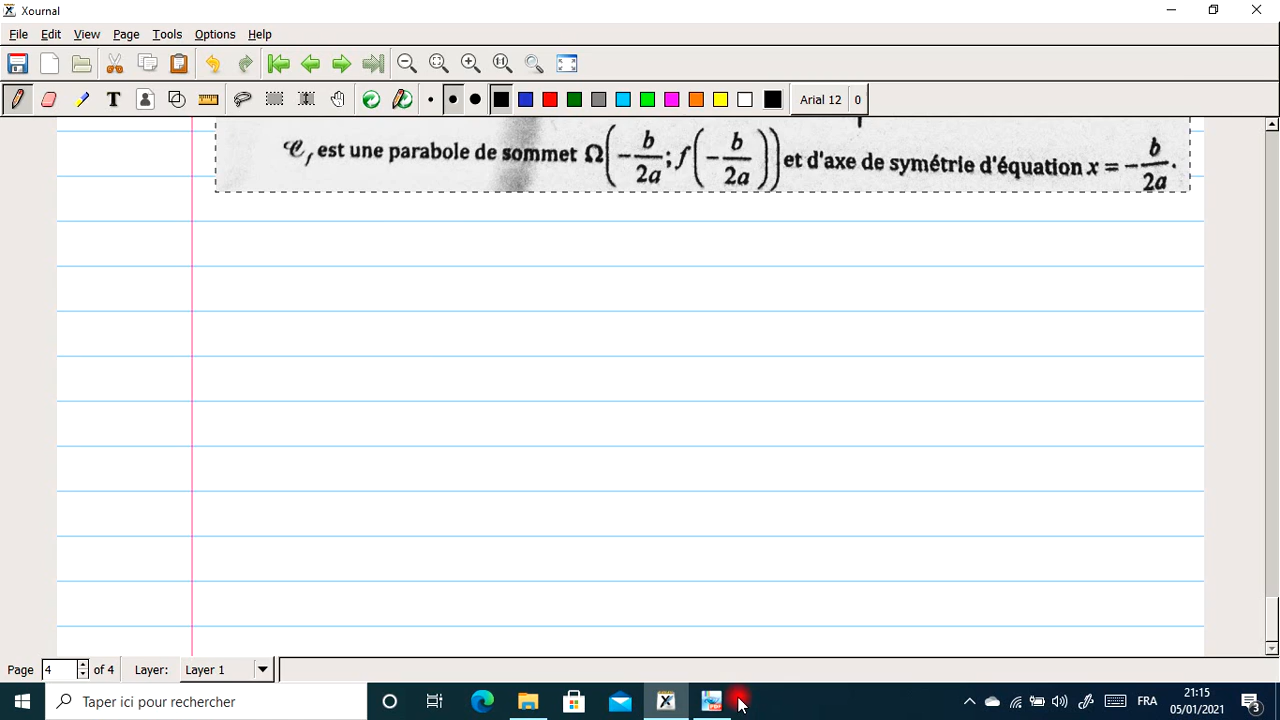 Xournal
File Edit View Page Tools Options Help
Arial 12 0
𝒞f est une parabole de sommet Ω(-b/2a ; f(-b/2a)) et d'axe de symétrie d'équation x = -b/2a.
Page 4 of 4 Layer: Layer 1
Taper ici pour rechercher
FRA
21:15
05/01/2021
3